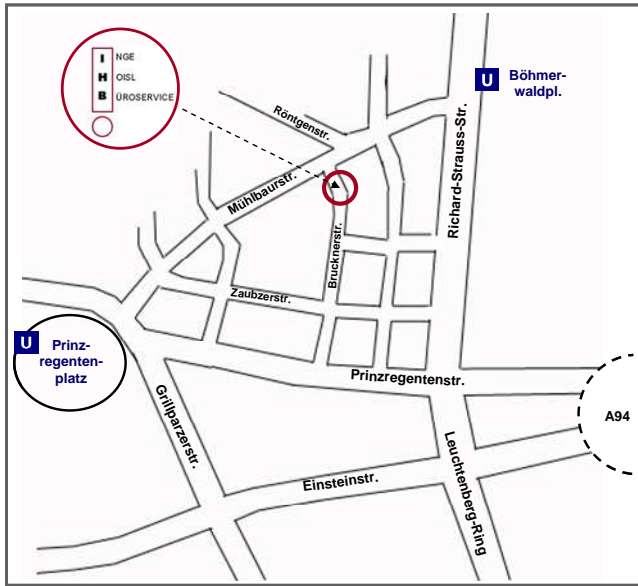 I NGE
H OISL
B ÜROSERVICE
U Böhmer-
waldpl.
Röntgenstr.
Mühlbaurstr.
Richard-Strauss-Str.
Brucknerstr.
Zaubzerstr.
U Prinz-
regenten-
platz
Prinzregentenstr.
Grillparzerstr.
A94
Einsteinstr.
Leuchtenberg-Ring